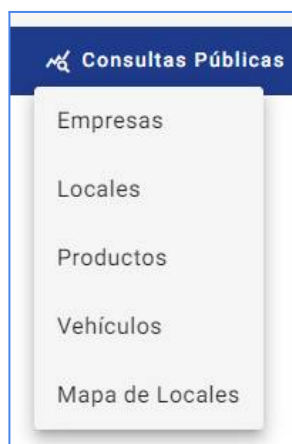 Consultas Públicas
Empresas
Locales
Productos
Vehículos
Mapa de Locales